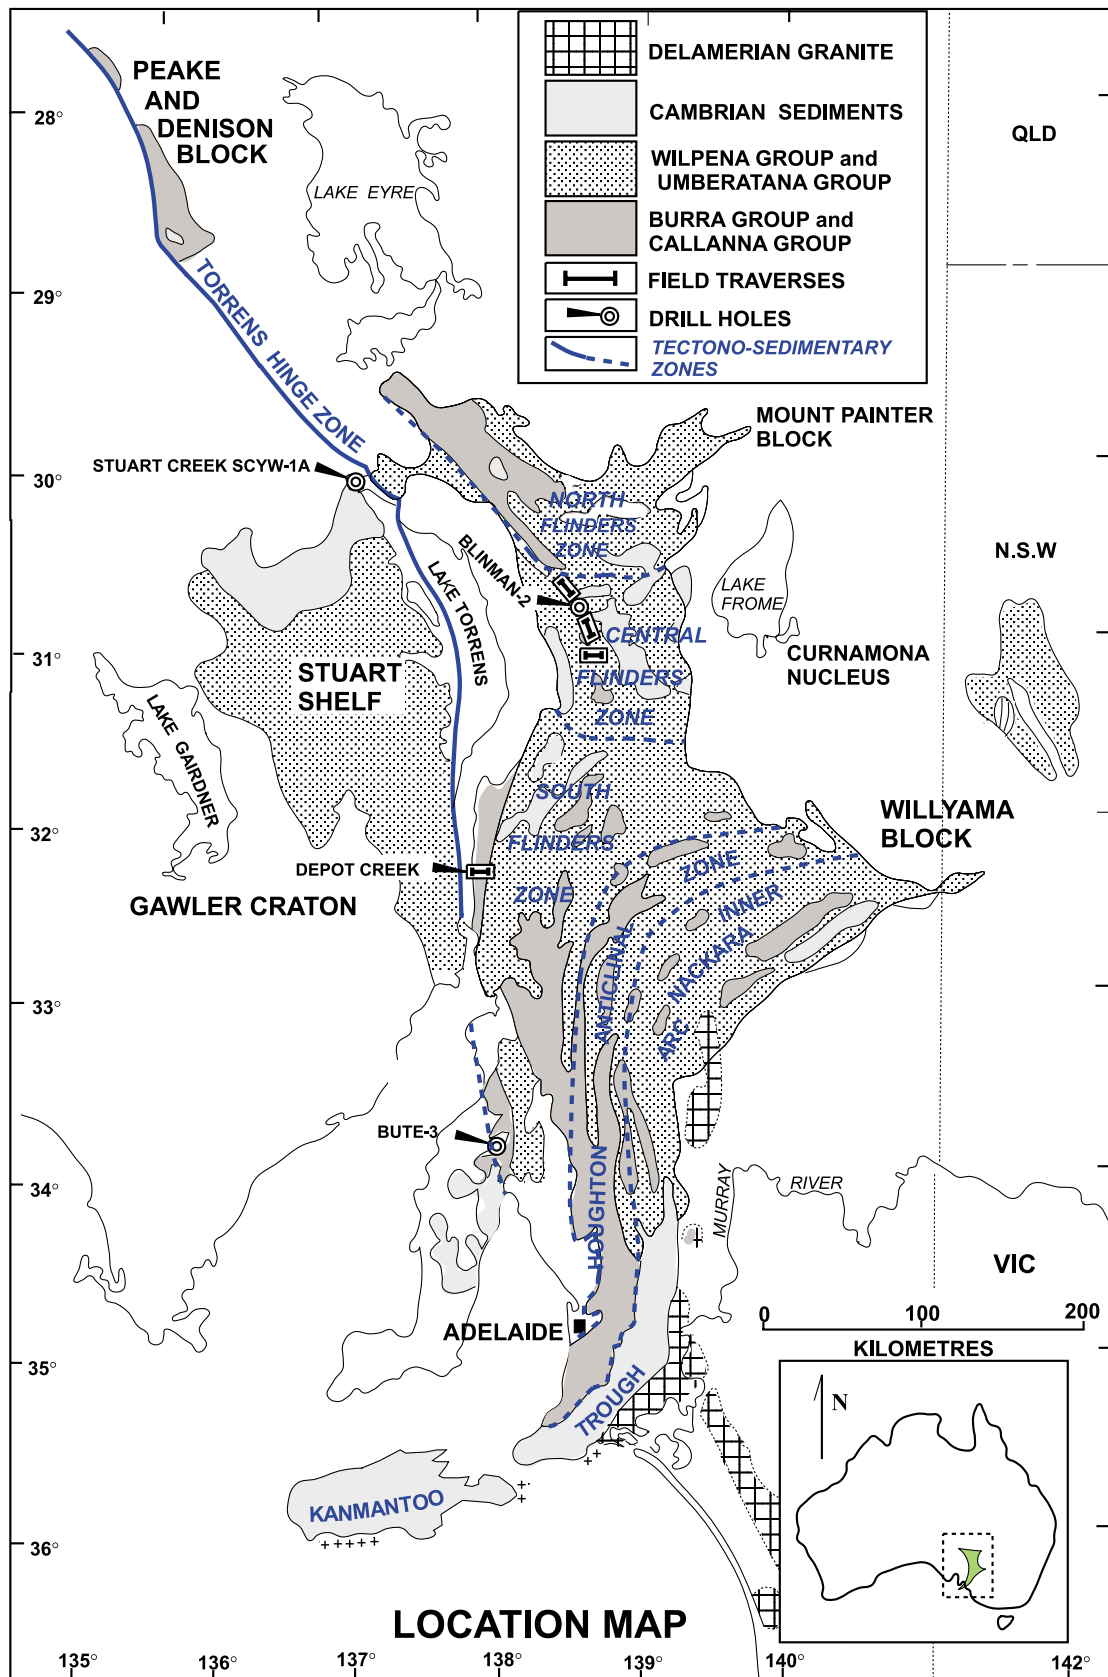 DELAMERIAN GRANITE
CAMBRIAN SEDIMENTS
WILPENA GROUP and
UMBERATANA GROUP
BURRA GROUP and
CALLANNA GROUP
FIELD TRAVERSES
DRILL HOLES
TECTONO-SEDIMENTARY
ZONES
PEAKE
AND
DENISON
BLOCK
28°
QLD
LAKE EYRE
29°
TORRENS HINGE ZONE
MOUNT PAINTER
BLOCK
STUART CREEK SCYW-1A
30°
NORTH
FLINDERS
ZONE
BLINMAN-2
N.S.W
LAKE
FROME
LAKE TORRENS
CENTRAL
FLINDERS
ZONE
31°
CURNAMONA
NUCLEUS
STUART
SHELF
LAKE GAIRDNER
SOUTH
FLINDERS
ZONE
32°
WILLYAMA
BLOCK
DEPOT CREEK
GAWLER CRATON
ZONE
INNER
ANTICLINAL
NACKARA
ARC
33°
BUTE-3
34°
HOUGHTON
MURRAY
RIVER
VIC
0
100
200
KILOMETRES
ADELAIDE
35°
TROUGH
N
KANMANTOO
36°
LOCATION MAP
135°
136°
137°
138°
139°
140°
142°